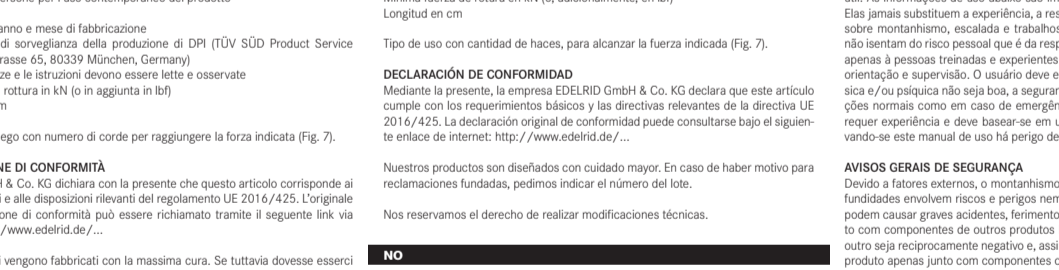 persone per l'uso contemporaneo del prodotto
anno e mese di fabbricazione
di sorveglianza della produzione di DPI (TÜV SÜD Product Service
65, 80339 München, Germany)
ze e le istruzioni devono essere lette e osservate
rottura in kN (o in aggiunta in lbf)
m
ego con numero di corde per raggiungere la forza indicata (Fig. 7).
NE DI CONFORMITÀ
H & Co. KG dichiara con la presente che questo articolo corrisponde ai
i e alle disposizioni rilevanti del regolamento UE 2016/425. L'originale
one di conformità può essere richiamato tramite il seguente link via
/www.edelrid.de/...
i vengono fabbricati con la massima cura. Se tuttavia dovesse esserci
Mínima fuerza de rotura en kN (o, adicionalmente, en lbf)
Longitud en cm
Tipo de uso con cantidad de haces, para alcanzar la fuerza indicada (Fig. 7).
DECLARACIÓN DE CONFORMIDAD
Mediante la presente, la empresa EDELRID GmbH & Co. KG declara que este artículo
cumple con los requerimientos básicos y las directivas relevantes de la directiva UE
2016/425. La declaración original de conformidad puede consultarse bajo el siguien-
te enlace de internet: http://www.edelrid.de/...
Nuestros productos son diseñados con cuidado mayor. En caso de haber motivo para
reclamaciones fundadas, pedimos indicar el número del lote.
Nos reservamos el derecho de realizar modificaciones técnicas.
NO
Elas jamais substituem a experiência, a res
sobre montanhismo, escalada e trabalhos
não isentam do risco pessoal que é da resp
apenas à pessoas treinadas e experientes
orientação e supervisão. O usuário deve e
sica e/ou psíquica não seja boa, a seguran
ções normais como em caso de emergên
requer experiência e deve basear-se em u
vando-se este manual de uso há perigo de
AVISOS GERAIS DE SEGURANÇA
Devido a fatores externos, o montanhismo
fundidades envolvem riscos e perigos nem
podem causar graves acidentes, ferimento
to com componentes de outros produtos
outro seja reciprocamente negativo e, assi
produto apenas junto com componentes c